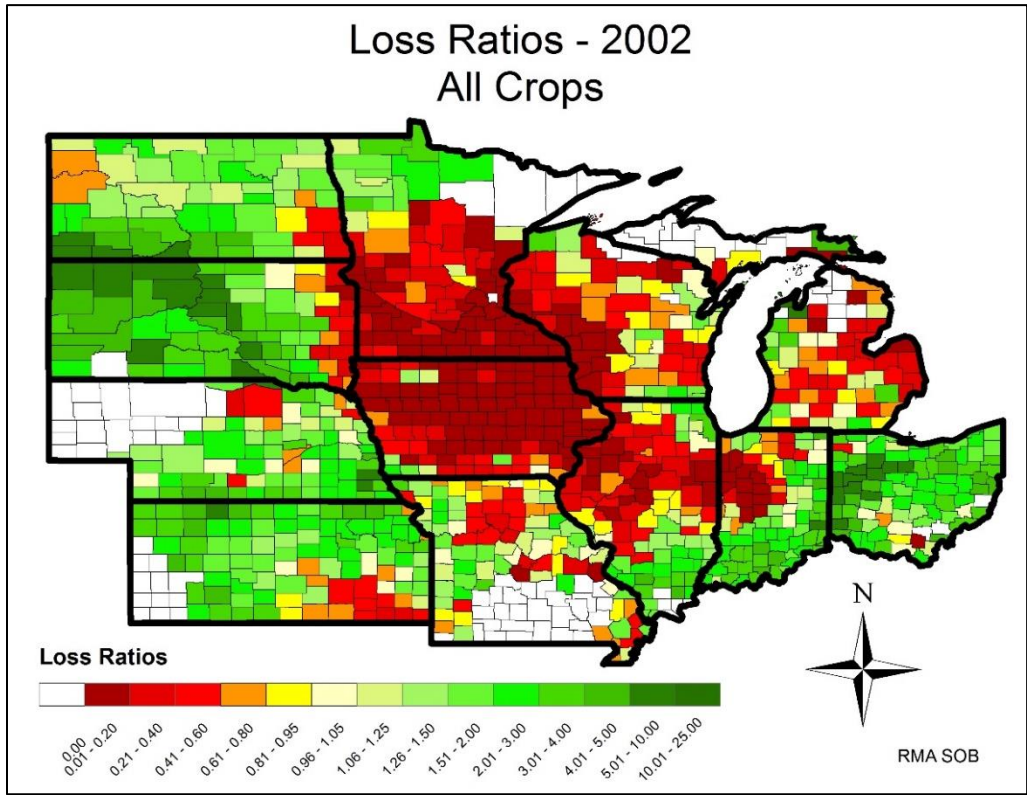 Loss Ratios - 2002
All Crops
N
Loss Ratios
0.00
0.01 - 0.20
0.21 - 0.40
0.41 - 0.60
0.61 - 0.80
0.81 - 0.95
0.96 - 1.05
1.06 - 1.25
1.26 - 1.50
1.51 - 2.00
2.01 - 3.00
3.01 - 4.00
4.01 - 5.00
5.01 - 10.00
10.01 - 25.00
RMA SOB